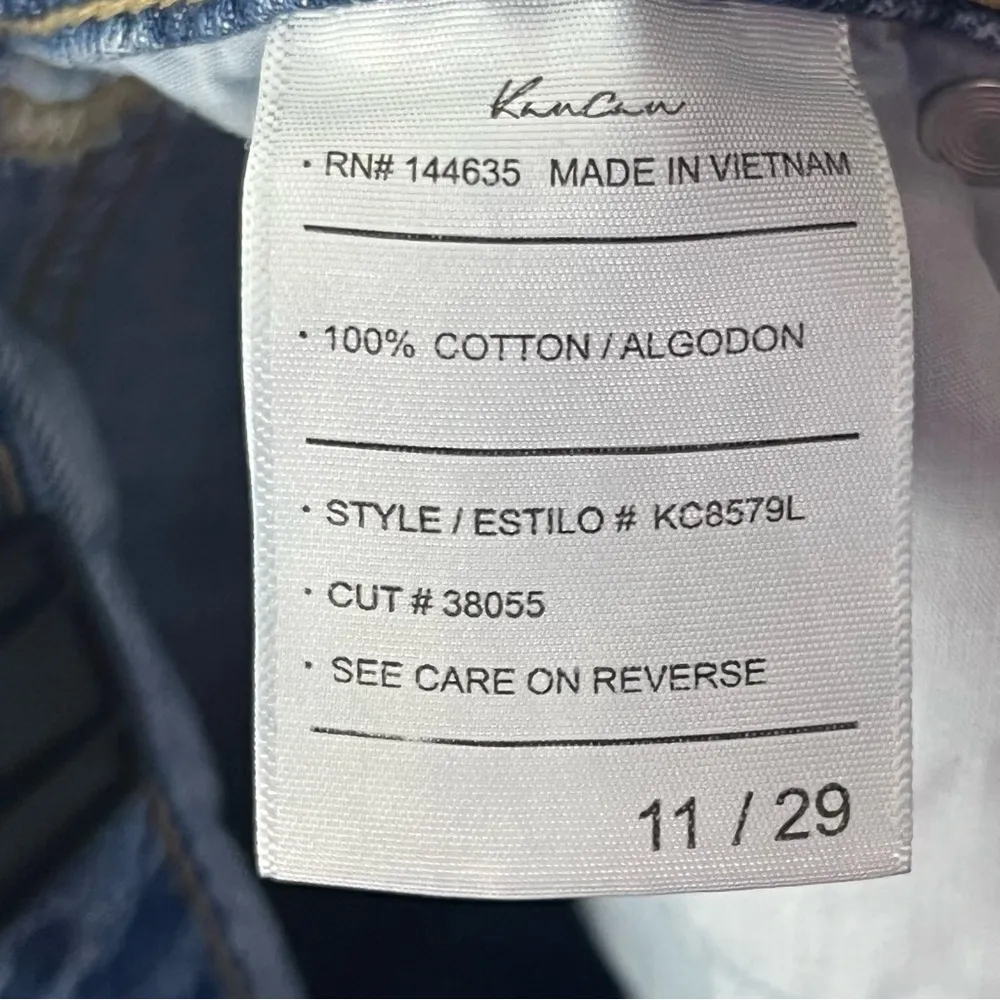 KanCan
· RN# 144635 MADE IN VIETNAM
· 100% COTTON / ALGODON
· STYLE / ESTILO # KC8579L
· CUT # 38055
· SEE CARE ON REVERSE
11 / 29